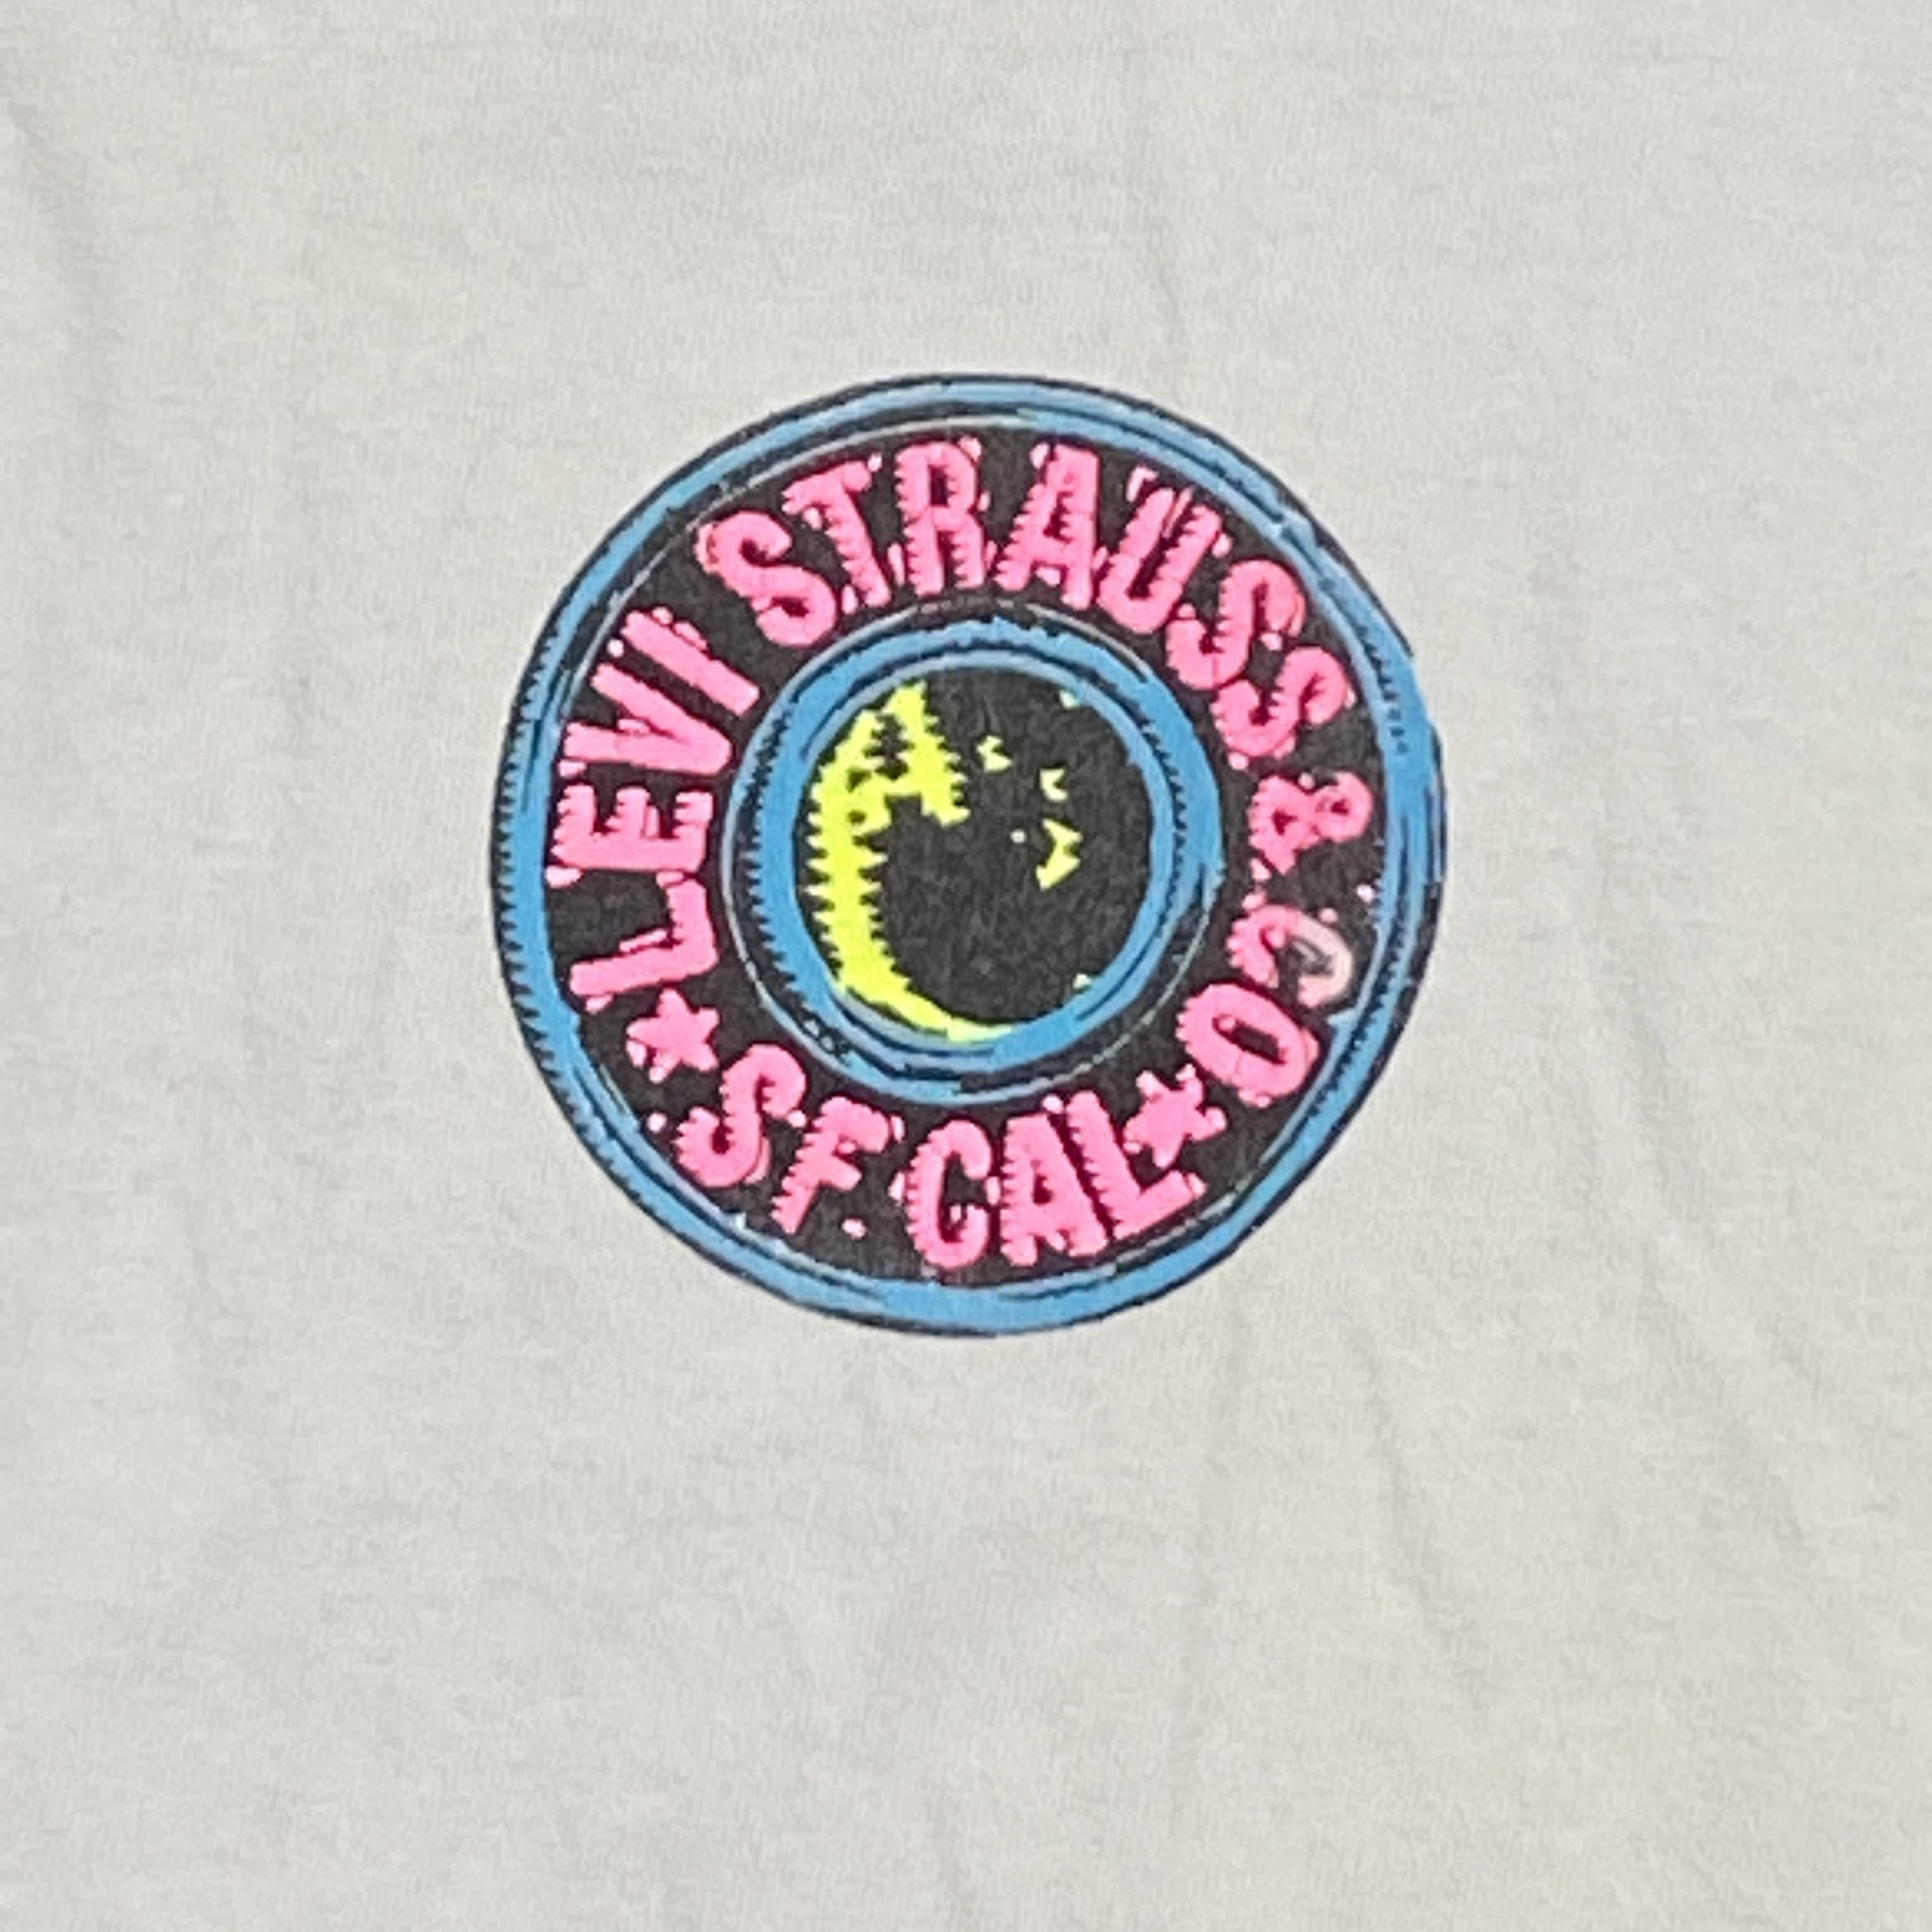 LEVI STRAUSS & CO
★ S.F. CAL ★